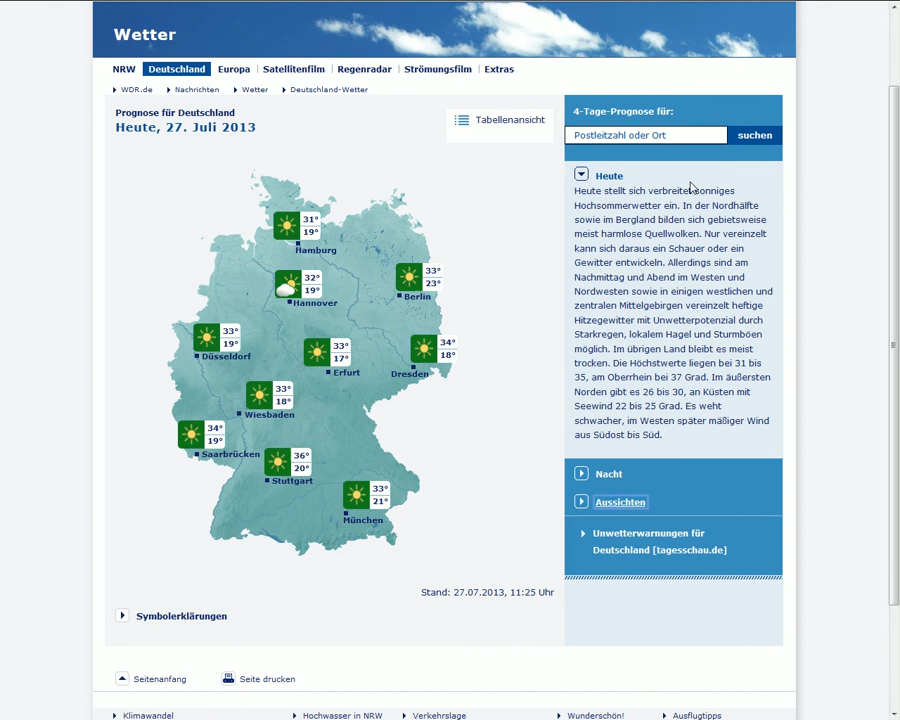 Wetter
NRW Deutschland Europa Satellitenfilm Regenradar Strömungsfilm Extras
WDR.de Nachrichten Wetter Deutschland-Wetter
Prognose für Deutschland
Heute, 27. Juli 2013
Tabellenansicht
31°
19°
Hamburg
32°
19°
Hannover
33°
23°
Berlin
33°
19°
Düsseldorf
33°
17°
Erfurt
34°
18°
Dresden
33°
18°
Wiesbaden
34°
19°
Saarbrücken
36°
20°
Stuttgart
33°
21°
München
Stand: 27.07.2013, 11:25 Uhr
Symbolerklärungen
4-Tage-Prognose für:
Postleitzahl oder Ort suchen
Heute
Heute stellt sich verbreitet sonniges
Hochsommerwetter ein. In der Nordhälfte
sowie im Bergland bilden sich gebietsweise
meist harmlose Quellwolken. Nur vereinzelt
kann sich daraus ein Schauer oder ein
Gewitter entwickeln. Allerdings sind am
Nachmittag und Abend im Westen und
Nordwesten sowie in einigen westlichen und
zentralen Mittelgebirgen vereinzelt heftige
Hitzegewitter mit Unwetterpotenzial durch
Starkregen, lokalem Hagel und Sturmböen
möglich. Im übrigen Land bleibt es meist
trocken. Die Höchstwerte liegen bei 31 bis
35, am Oberrhein bei 37 Grad. Im äußersten
Norden gibt es 26 bis 30, an Küsten mit
Seewind 22 bis 25 Grad. Es weht
schwacher, im Westen später mäßiger Wind
aus Südost bis Süd.
Nacht
Aussichten
Unwetterwarnungen für
Deutschland [tagesschau.de]
Seitenanfang Seite drucken
Klimawandel Hochwasser in NRW Verkehrslage Wunderschön! Ausflugtipps